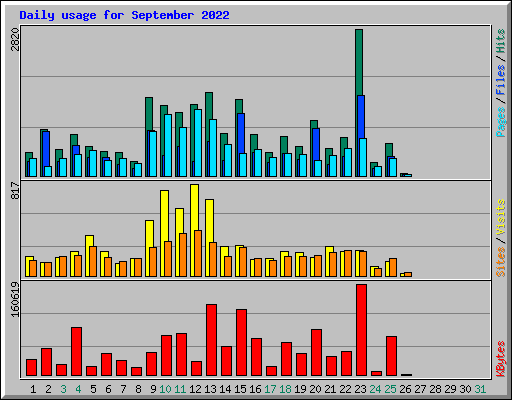 Daily usage for September 2022
2820
Pages / Files / Hits
817
Sites / Visits
160619
KBytes
1 2 3 4 5 6 7 8 9 10 11 12 13 14 15 16 17 18 19 20 21 22 23 24 25 26 27 28 29 30 31